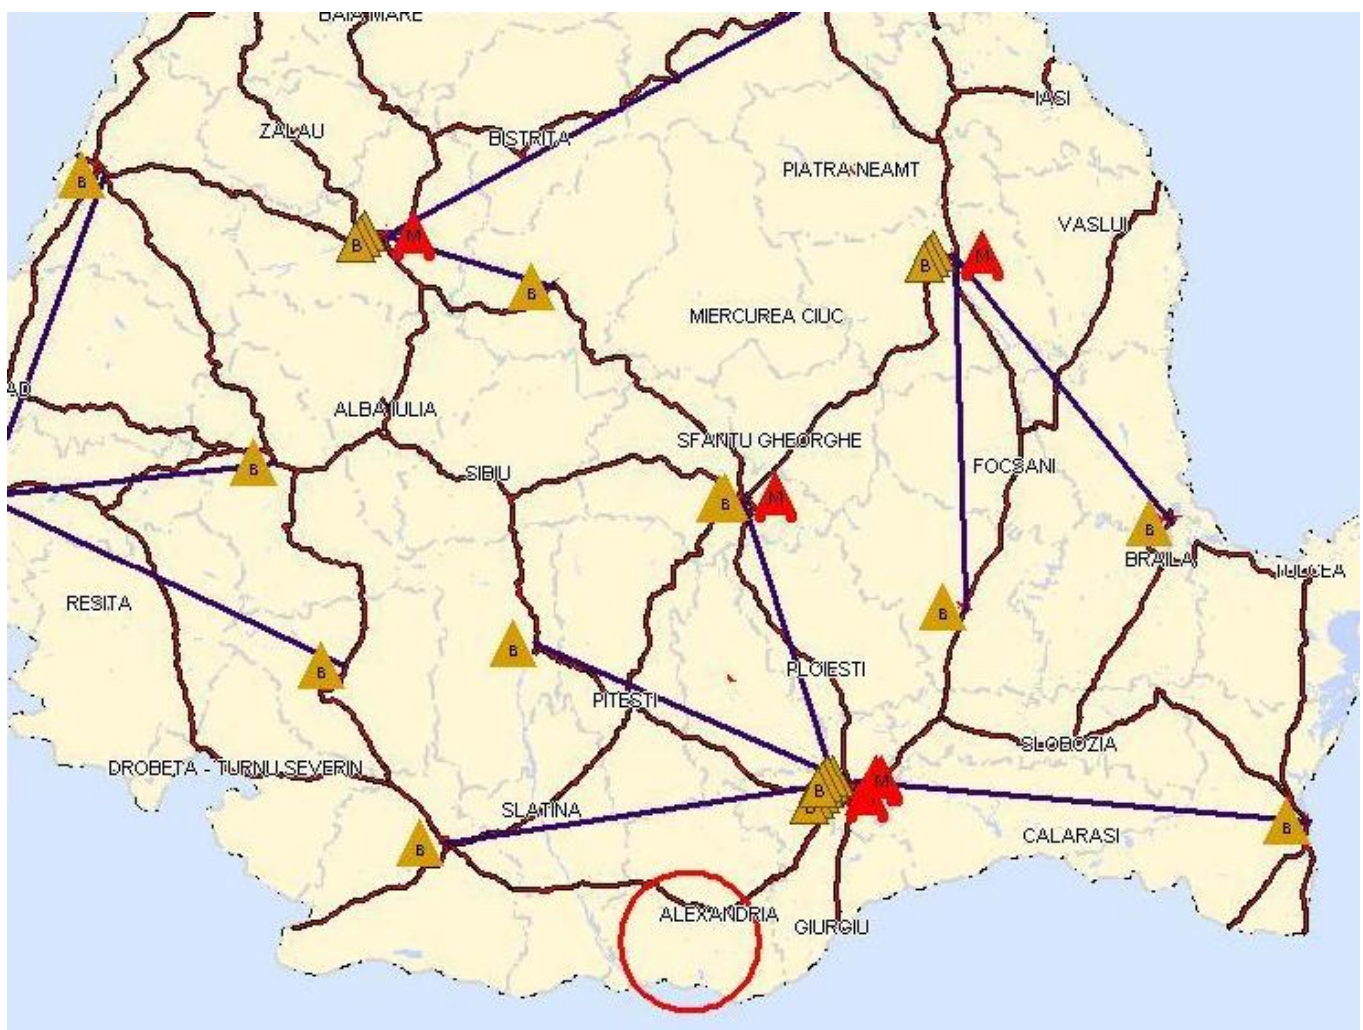 BAIA MARE
IASI
ZALAU
BISTRITA
PIATRA NEAMT
B
VASLUI
B
M
B
M
B
MIERCUREA CIUC
AD
ALBA IULIA
SFANTU GHEORGHE
B
SIBIU
FOCSANI
B
M
B
BRAILA
TULCEA
RESITA
B
B
B
PLOIESTI
PITESTI
SLOBOZIA
DROBETA - TURNU SEVERIN
B
M
B
SLATINA
B
CALARASI
B
ALEXANDRIA
GIURGIU